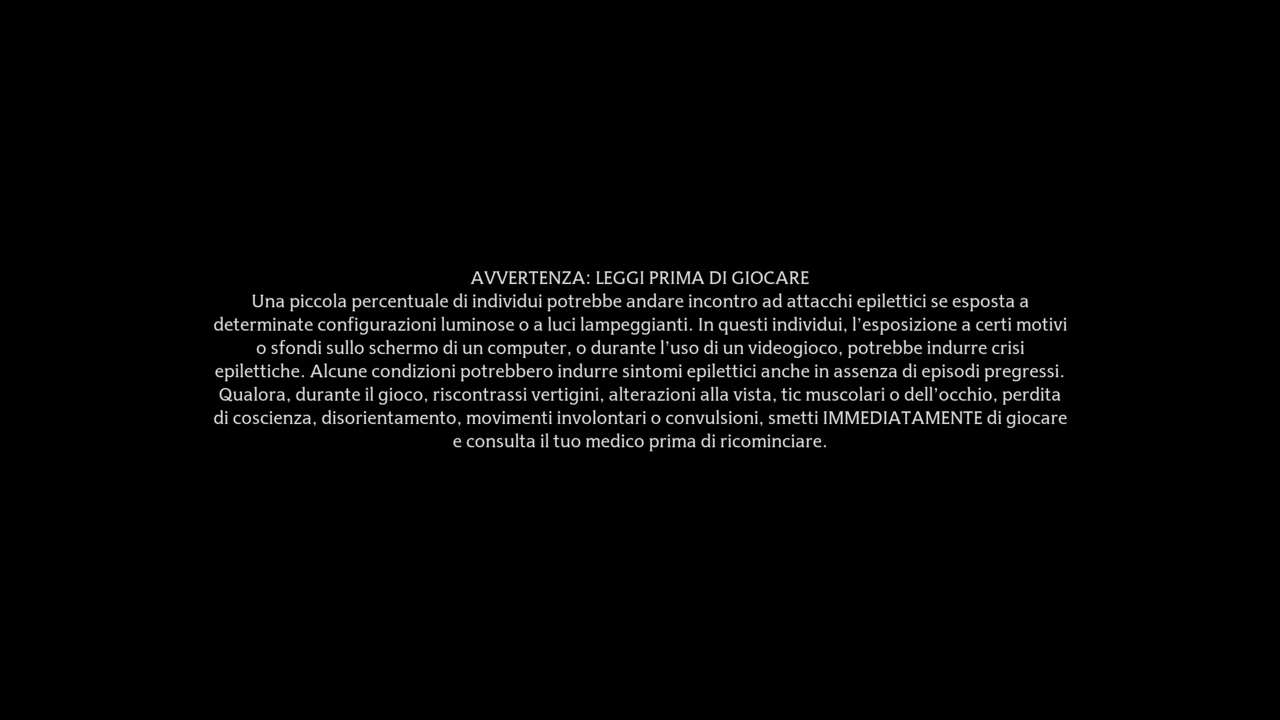 AVVERTENZA: LEGGI PRIMA DI GIOCARE
Una piccola percentuale di individui potrebbe andare incontro ad attacchi epilettici se esposta a
determinate configurazioni luminose o a luci lampeggianti. In questi individui, l'esposizione a certi motivi
o sfondi sullo schermo di un computer, o durante l'uso di un videogioco, potrebbe indurre crisi
epilettiche. Alcune condizioni potrebbero indurre sintomi epilettici anche in assenza di episodi pregressi.
Qualora, durante il gioco, riscontrassi vertigini, alterazioni alla vista, tic muscolari o dell'occhio, perdita
di coscienza, disorientamento, movimenti involontari o convulsioni, smetti IMMEDIATAMENTE di giocare
e consulta il tuo medico prima di ricominciare.